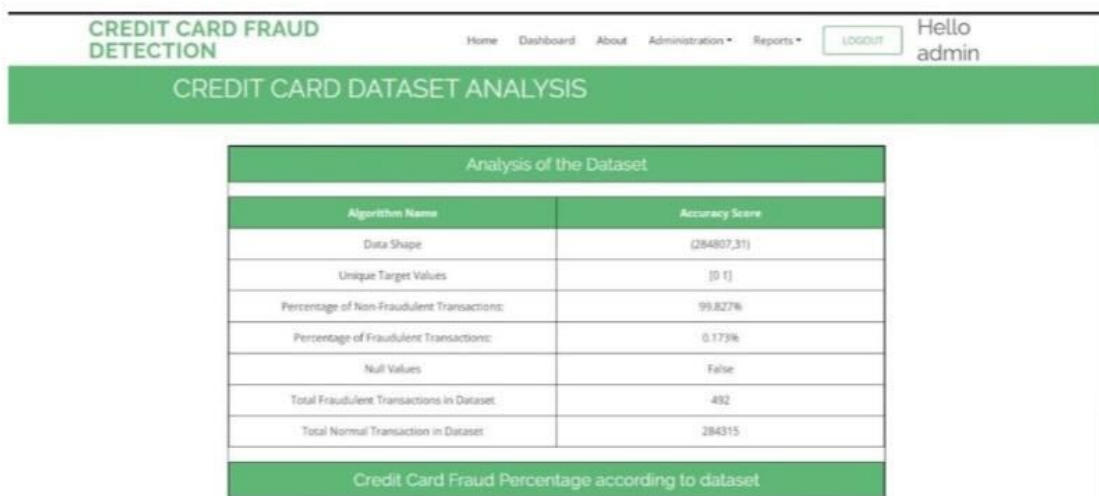 CREDIT CARD FRAUD
DETECTION
Home Dashboard About Administration Reports LOGOUT Hello
admin
CREDIT CARD DATASET ANALYSIS
Analysis of the Dataset
Algorithm Name Accuracy Score
Data Shape (284807,31)
Unique Target Values [0 1]
Percentage of Non-Fraudulent Transactions: 99.827%
Percentage of Fraudulent Transactions: 0.173%
Null Values False
Total Fraudulent Transactions in Dataset 492
Total Normal Transaction in Dataset 284315
Credit Card Fraud Percentage according to dataset